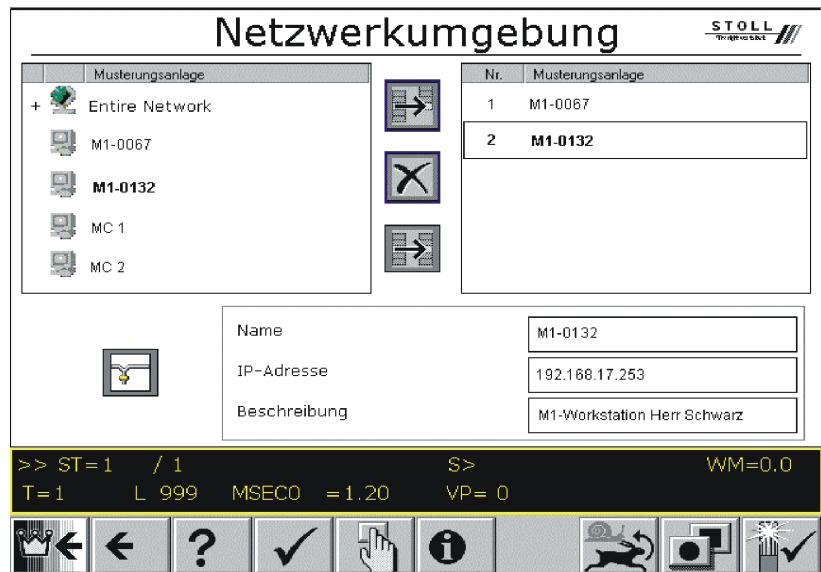 Netzwerkumgebung
STOLL
Musterungsanlage
+ Entire Network
M1-0067
M1-0132
MC 1
MC 2
Nr. Musterungsanlage
1 M1-0067
2 M1-0132
Name M1-0132
IP-Adresse 192.168.17.253
Beschreibung M1-Workstation Herr Schwarz
>> ST=1 / 1 S> WM=0.0
T=1 L 999 MSEC0 =1.20 VP= 0
?
i